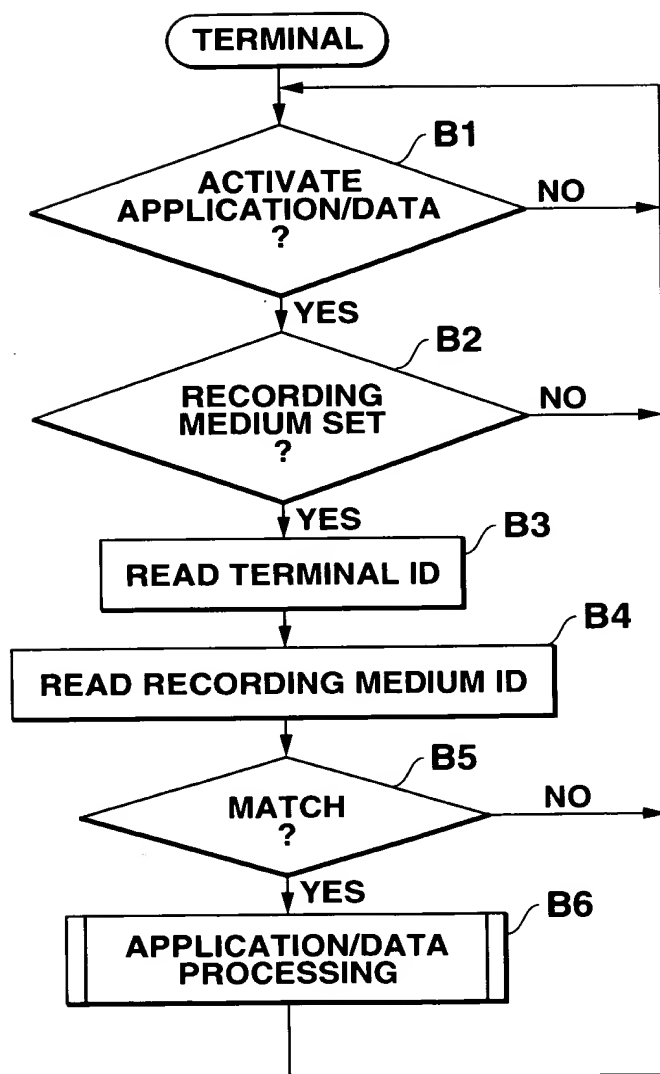 TERMINAL
B1
ACTIVATE
APPLICATION/DATA
?
NO
YES
B2
RECORDING
MEDIUM SET
?
NO
YES
B3
READ TERMINAL ID
B4
READ RECORDING MEDIUM ID
B5
MATCH
?
NO
YES
B6
APPLICATION/DATA
PROCESSING